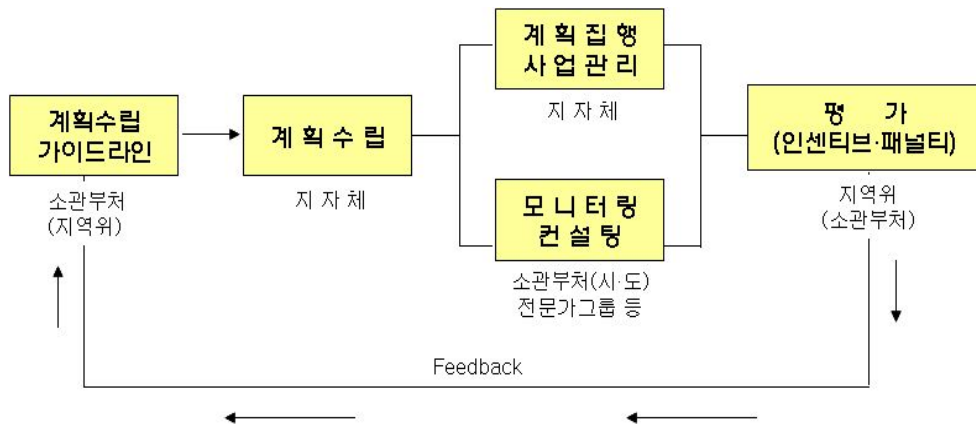 계획수립
가이드라인
소관부처
(지역위)
계 획 수 립
지 자 체
계 획 집 행
사 업 관 리
지 자 체
모 니 터 링
컨 설 팅
소관부처(시·도)
전문가그룹 등
평 가
(인센티브·패널티)
지역위
(소관부처)
Feedback